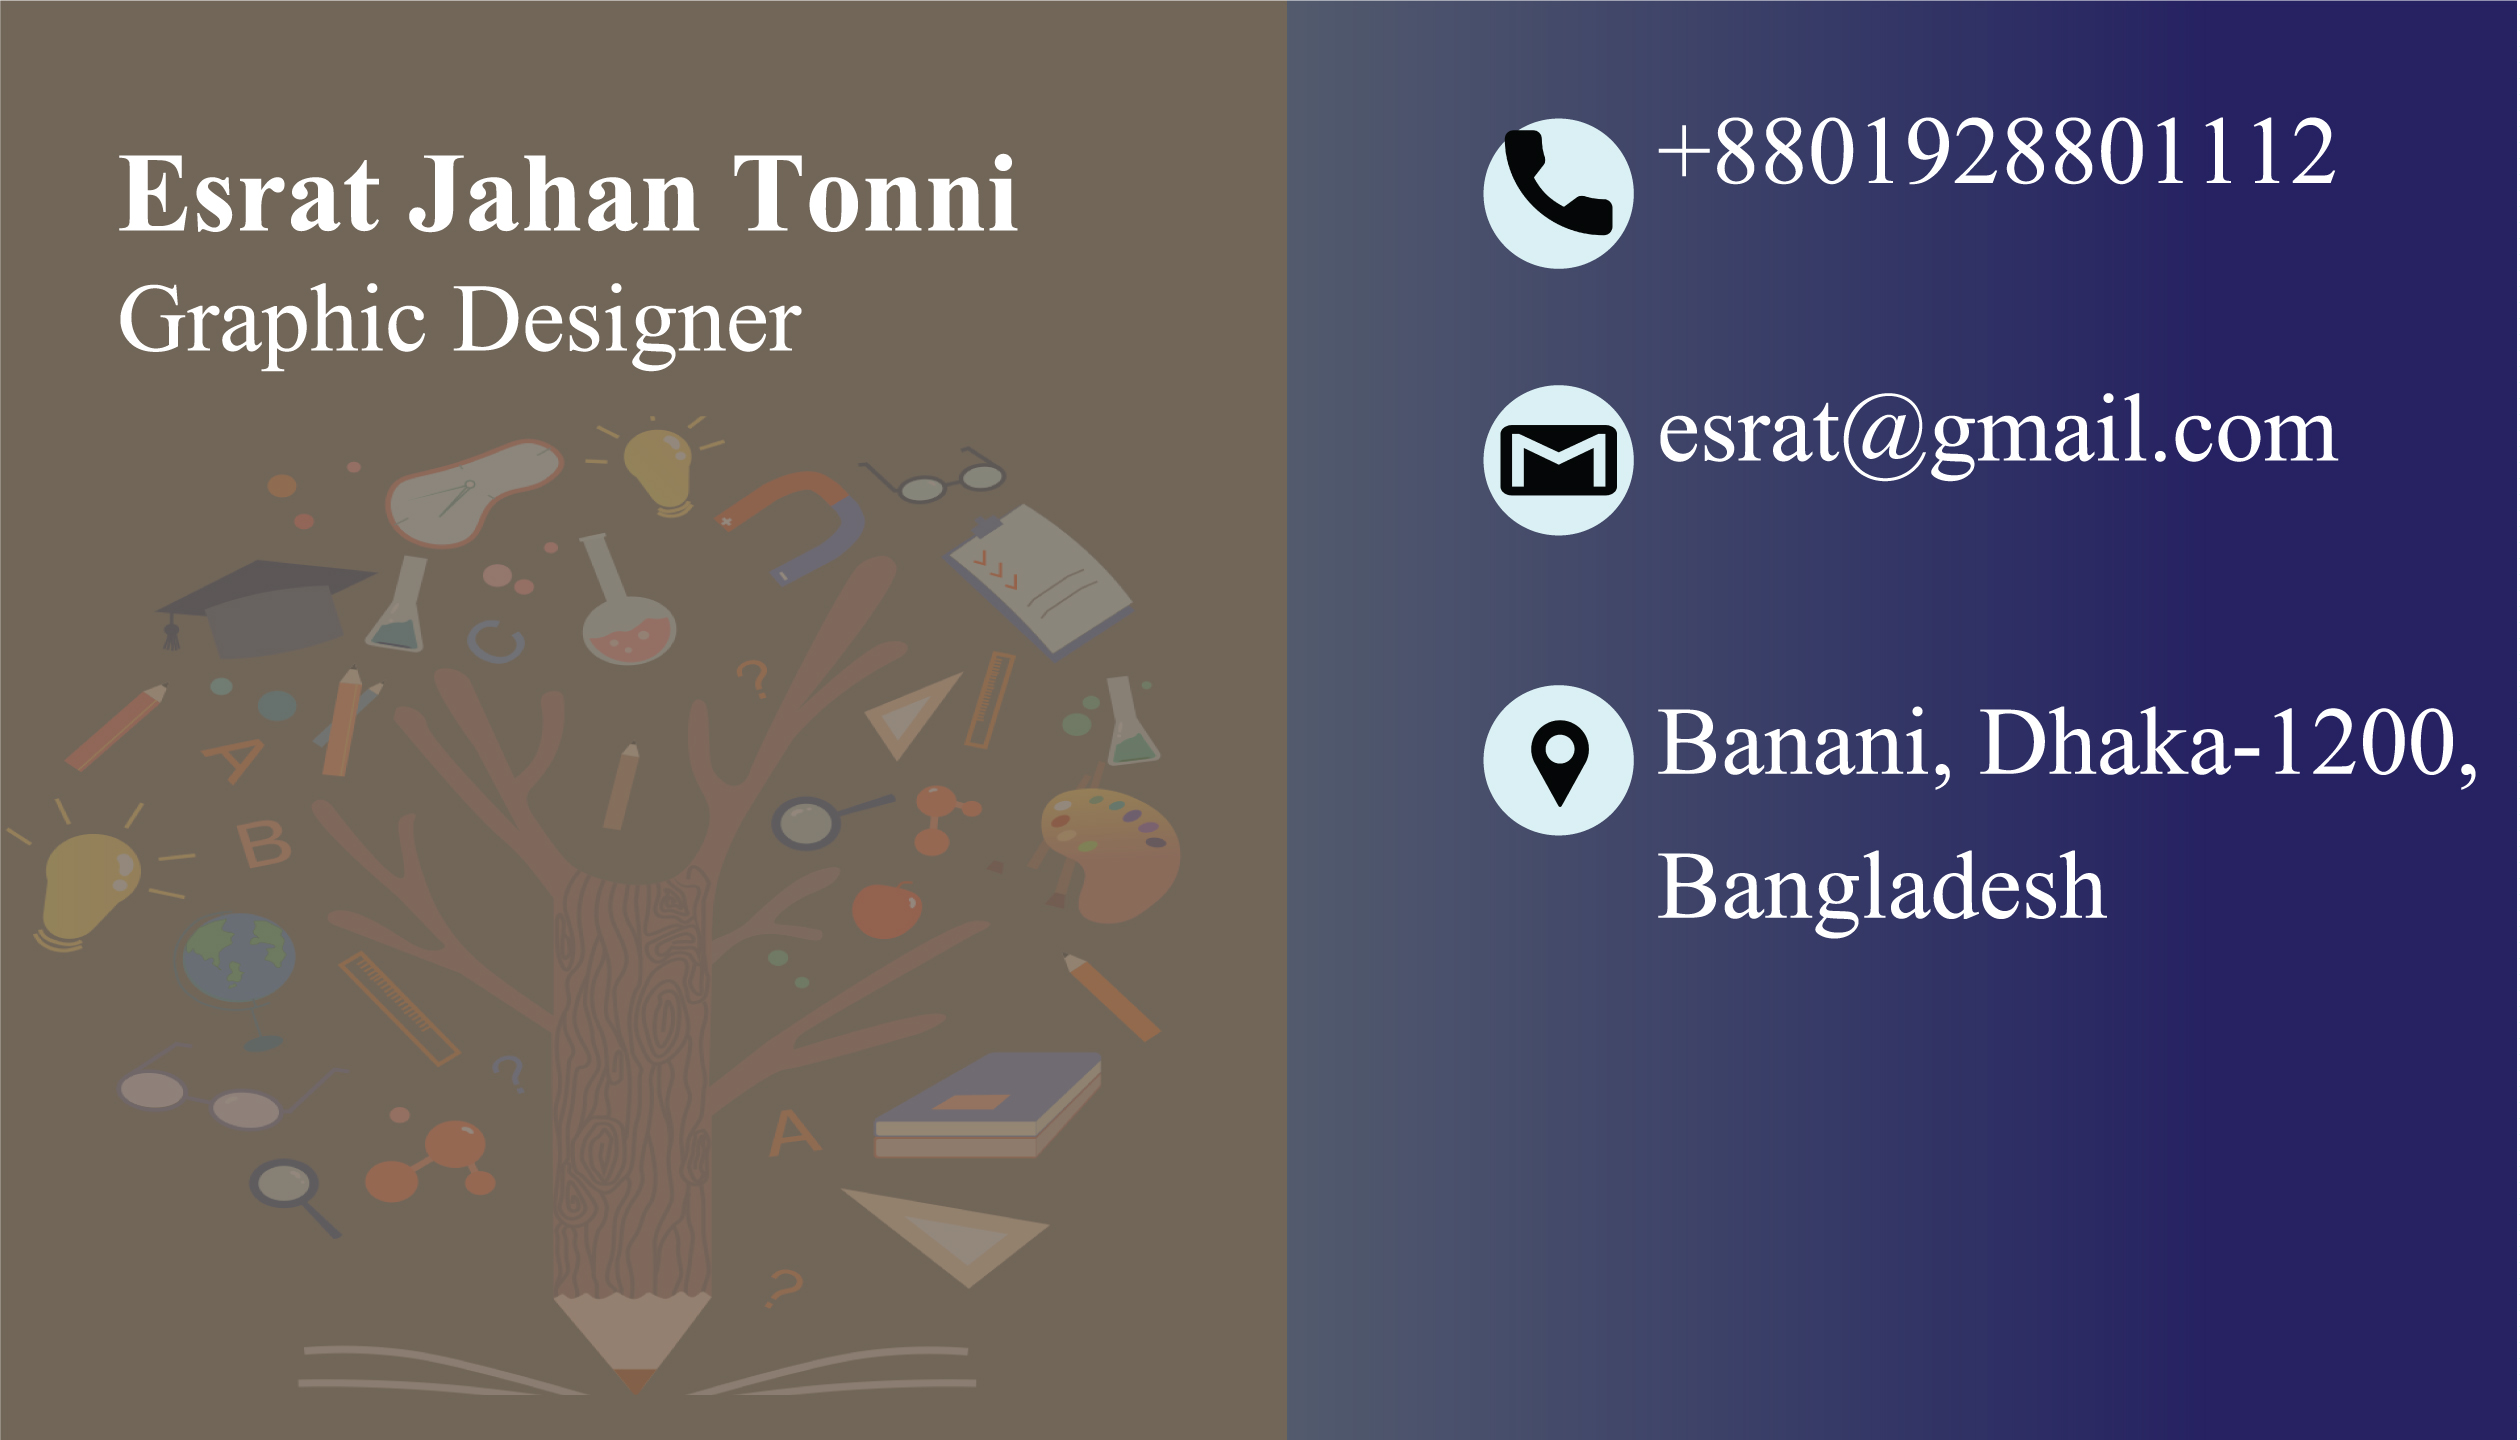 Esrat Jahan Tonni
Graphic Designer
+8801928801112
esrat@gmail.com
Banani, Dhaka-1200,
Bangladesh
C
?
A
B
?
A
?